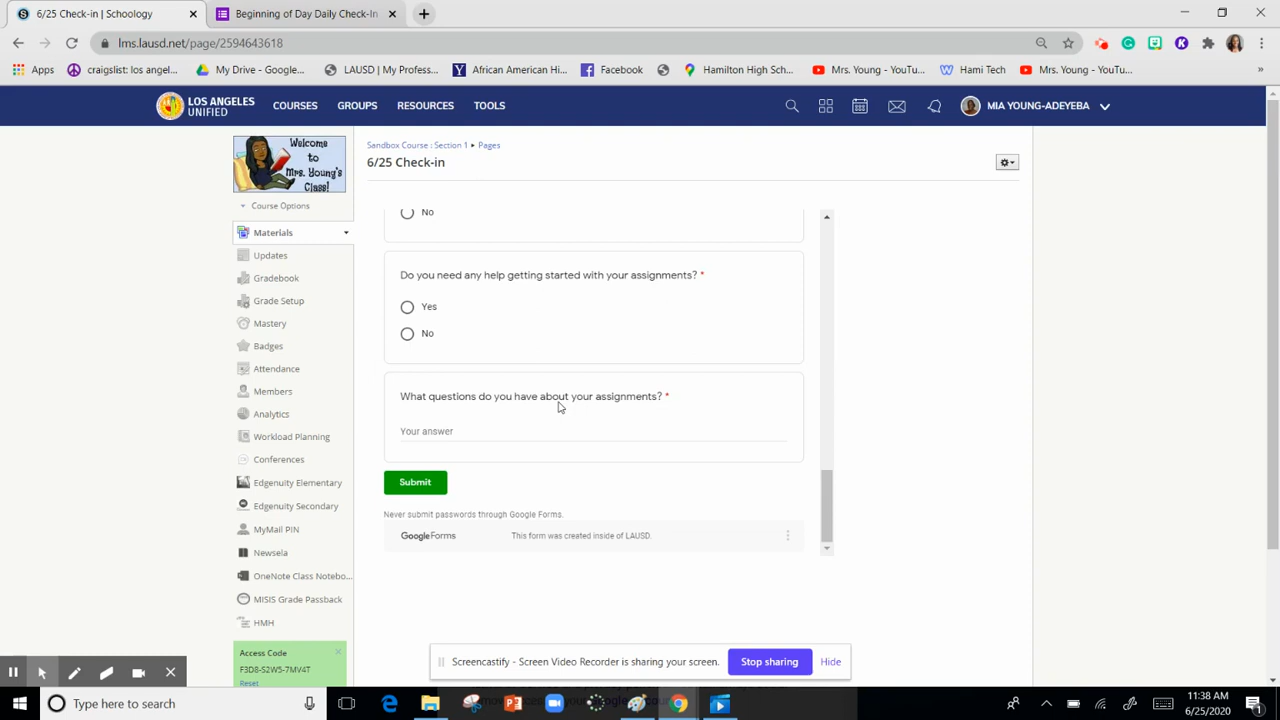 6/25 Check-in | Schoology
Beginning of Day Daily Check-In
lms.lausd.net/page/2594643618
Apps
craigslist: los angel...
My Drive - Google...
LAUSD | My Profess...
African American Hi...
Facebook
Hamilton High Sch...
Mrs. Young - YouTu...
Hami Tech
Mrs. Young - YouTu...
LOS ANGELES
UNIFIED
COURSES
GROUPS
RESOURCES
TOOLS
MIA YOUNG-ADEYEBA
Welcome
to
Mrs. Young's
Class!
Sandbox Course : Section 1 ▸ Pages
6/25 Check-in
Course Options
Materials
Updates
Gradebook
Grade Setup
Mastery
Badges
Attendance
Members
Analytics
Workload Planning
Conferences
Edgenuity Elementary
Edgenuity Secondary
MyMail PIN
Newsela
OneNote Class Notebo...
MISIS Grade Passback
HMH
Access Code
F3D8-S2W5-7MV4T
Reset
No
Do you need any help getting started with your assignments? *
Yes
No
What questions do you have about your assignments? *
Your answer
Submit
Never submit passwords through Google Forms.
Google Forms
This form was created inside of LAUSD.
Screencastify - Screen Video Recorder is sharing your screen.
Stop sharing
Hide
Type here to search
11:38 AM
6/25/2020
1